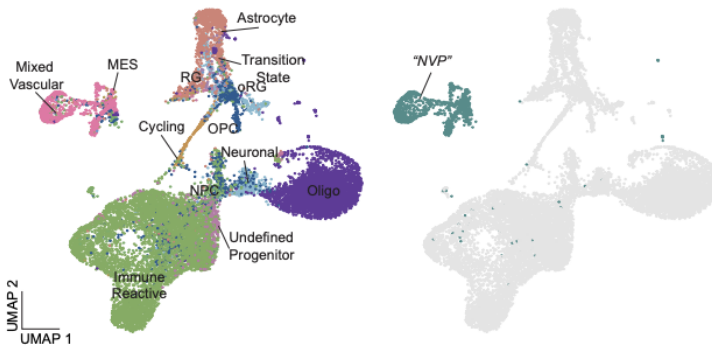 Astrocyte
Mixed
Vascular
MES
Transition
State
RG
oRG
Cycling
OPC
Neuronal
NPC
Oligo
Undefined
Progenitor
Immune
Reactive
UMAP 2
UMAP 1
“NVP”